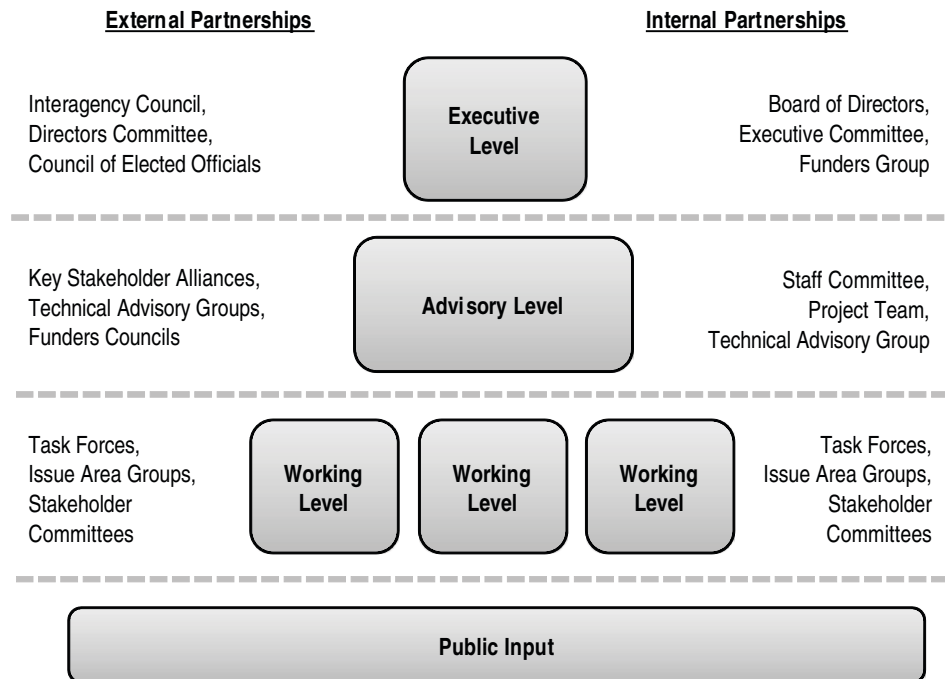 External Partnerships
Internal Partnerships
Interagency Council,
Directors Committee,
Council of Elected Officials
Executive
Level
Board of Directors,
Executive Committee,
Funders Group
Key Stakeholder Alliances,
Technical Advisory Groups,
Funders Councils
Advisory Level
Staff Committee,
Project Team,
Technical Advisory Group
Task Forces,
Issue Area Groups,
Stakeholder
Committees
Working
Level
Working
Level
Working
Level
Task Forces,
Issue Area Groups,
Stakeholder
Committees
Public Input